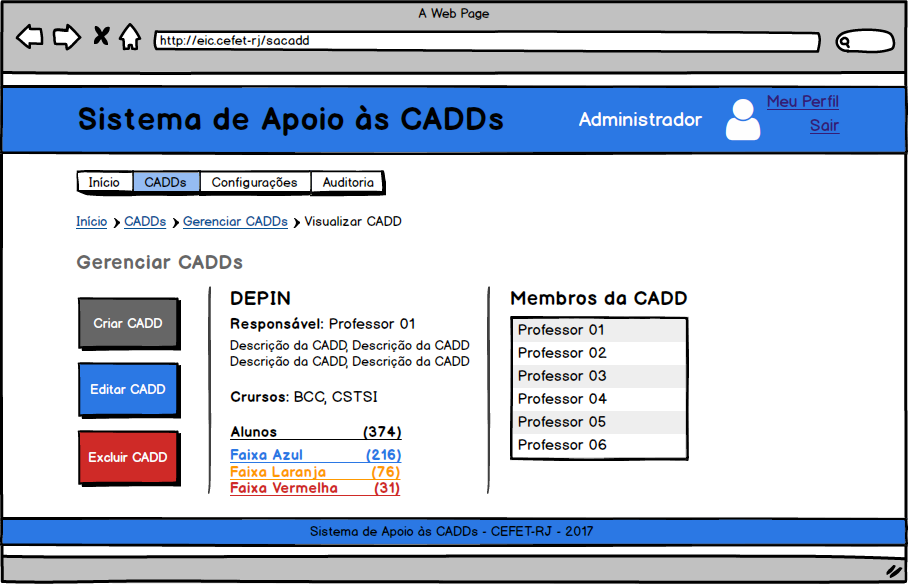 A Web Page
http://eic.cefet-rj/sacadd
Sistema de Apoio às CADDs
Administrador
Meu Perfil
Sair
Início CADDs Configurações Auditoria
Início > CADDs > Gerenciar CADDs > Visualizar CADD
Gerenciar CADDs
Criar CADD
Editar CADD
Excluir CADD
DEPIN
Responsável: Professor 01
Descrição da CADD, Descrição da CADD
Descrição da CADD, Descrição da CADD
Crursos: BCC, CSTSI
Alunos (374)
Faixa Azul (216)
Faixa Laranja (76)
Faixa Vermelha (31)
Membros da CADD
Professor 01
Professor 02
Professor 03
Professor 04
Professor 05
Professor 06
Sistema de Apoio às CADDs - CEFET-RJ - 2017